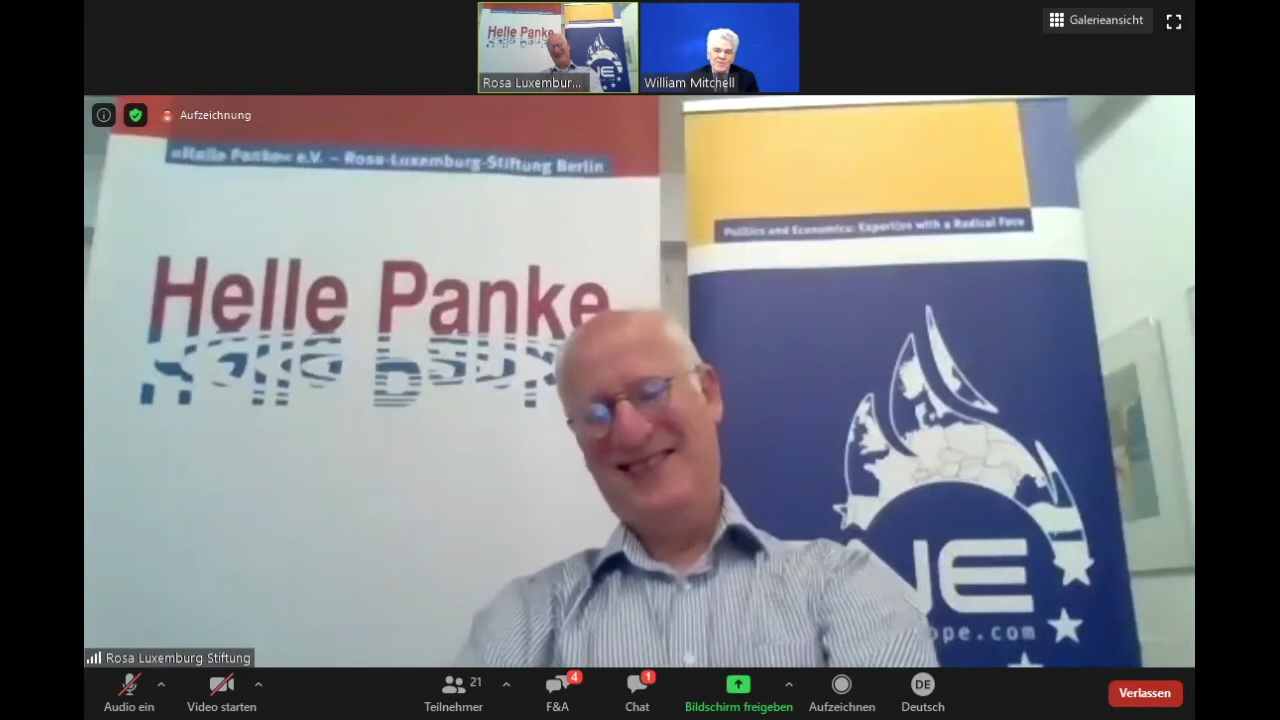 Helle Panke
Rosa Luxembur...
William Mitchell
Galerieansicht
Aufzeichnung
«Helle Panke» e.V. – Rosa-Luxemburg-Stiftung Berlin
Helle Panke
Politics and Economics: Expertise with a Radical
NE
ope.com
Rosa Luxemburg Stiftung
Audio ein
Video starten
21
Teilnehmer
4
F&A
1
Chat
Bildschirm freigeben
Aufzeichnen
DE
Deutsch
Verlassen